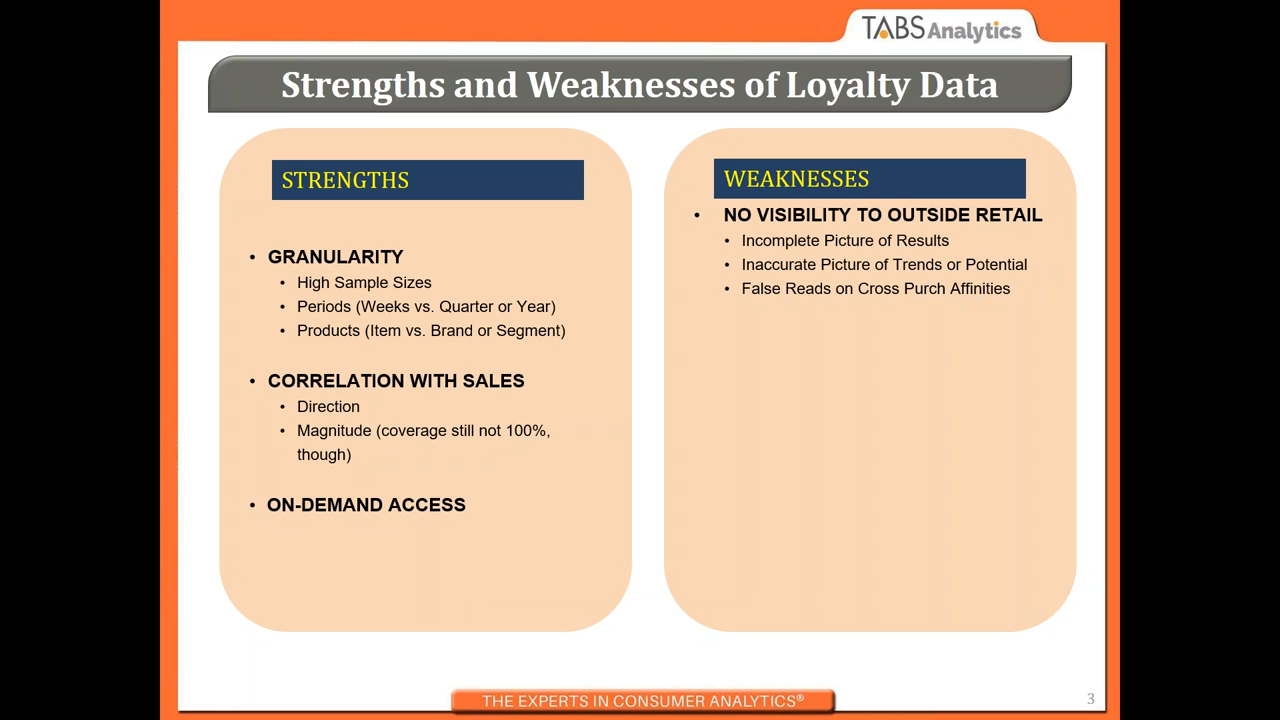 TABS Analytics
Strengths and Weaknesses of Loyalty Data
STRENGTHS
• GRANULARITY
• High Sample Sizes
• Periods (Weeks vs. Quarter or Year)
• Products (Item vs. Brand or Segment)
• CORRELATION WITH SALES
• Direction
• Magnitude (coverage still not 100%,
though)
• ON-DEMAND ACCESS
WEAKNESSES
• NO VISIBILITY TO OUTSIDE RETAIL
• Incomplete Picture of Results
• Inaccurate Picture of Trends or Potential
• False Reads on Cross Purch Affinities
THE EXPERTS IN CONSUMER ANALYTICS®
3